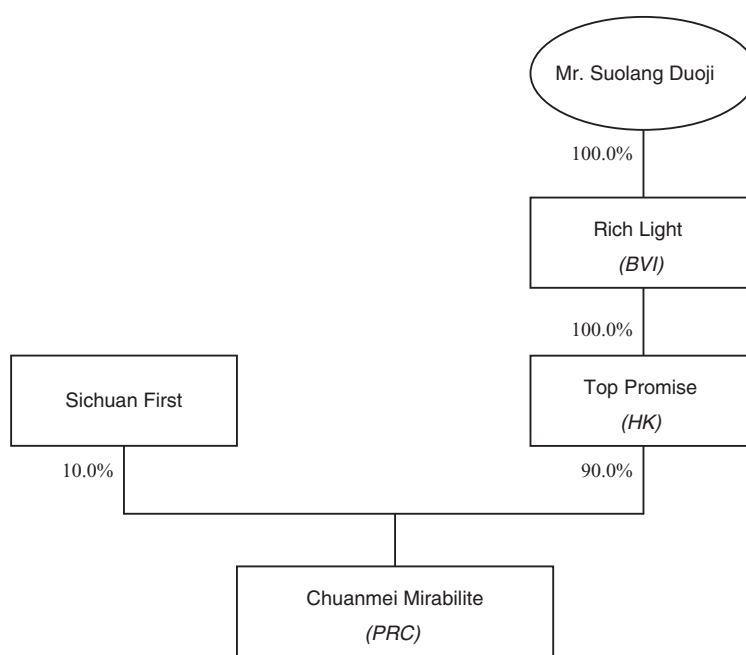 Mr. Suolang Duoji
100.0%
Rich Light
(BVI)
100.0%
Sichuan First
Top Promise
(HK)
10.0%
90.0%
Chuanmei Mirabilite
(PRC)